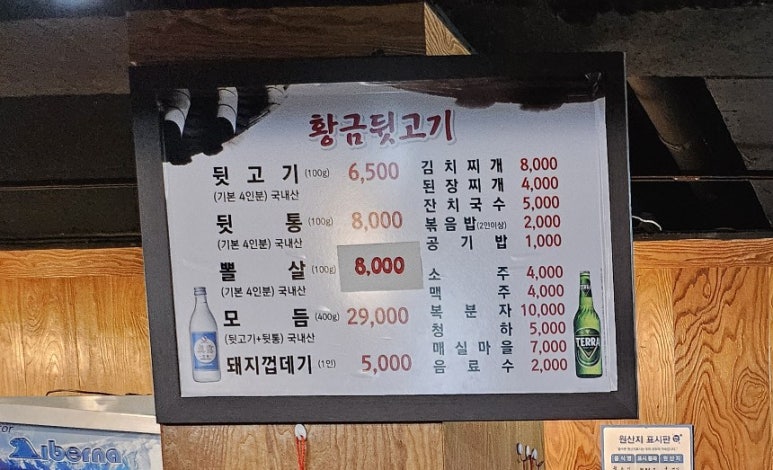 황금뒷고기
뒷고기 (100g) 6,500
(기본 4인분) 국내산
뒷통 (100g) 8,000
(기본 4인분) 국내산
뽈살 (100g) 8,000
(기본 4인분) 국내산
모듬 (400g) 29,000
(뒷고기+뒷통) 국내산
돼지껍데기 (1인) 5,000
김치찌개 8,000
된장찌개 4,000
잔치국수 5,000
볶음밥 (2인이상) 2,000
공기밥 1,000
소주 4,000
맥주 4,000
복분자 10,000
청하 5,000
매실마을 7,000
음료수 2,000
TERRA
Aiberna
원산지 표시판